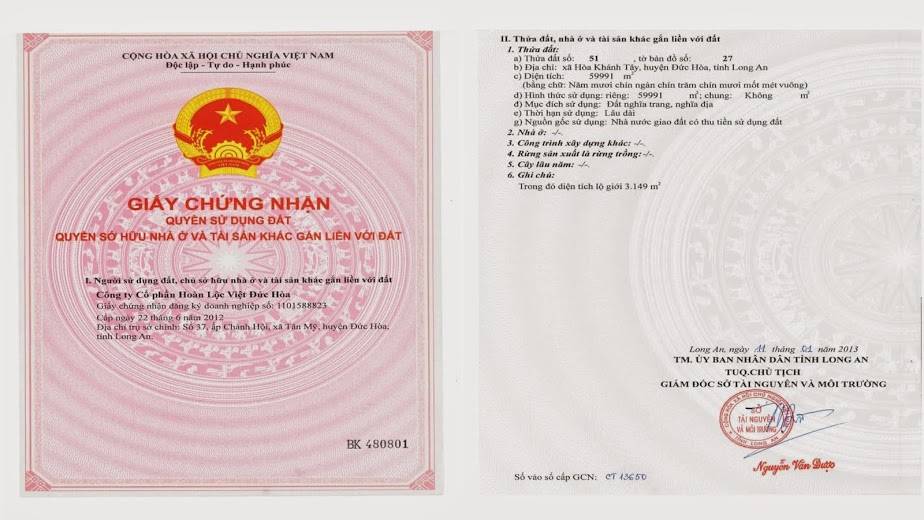 CỘNG HÒA XÃ HỘI CHỦ NGHĨA VIỆT NAM
Độc lập - Tự do - Hạnh phúc
VIỆT NAM
GIẤY CHỨNG NHẬN
QUYỀN SỬ DỤNG ĐẤT
QUYỀN SỞ HỮU NHÀ Ở VÀ TÀI SẢN KHÁC GẮN LIỀN VỚI ĐẤT
I. Người sử dụng đất, chủ sở hữu nhà ở và tài sản khác gắn liền với đất
Công ty Cổ phần Hoàn Lộc Việt Đức Hòa
Giấy chứng nhận đăng ký doanh nghiệp số: 1101588823
Cấp ngày 22 tháng 6 năm 2012
Địa chỉ trụ sở chính: Số 37, ấp Chánh Hội, xã Tân Mỹ, huyện Đức Hòa,
tỉnh Long An.
BK 480801
II. Thửa đất, nhà ở và tài sản khác gắn liền với đất
1. Thửa đất:
a) Thửa đất số: 51 , tờ bản đồ số: 27
b) Địa chỉ: xã Hòa Khánh Tây, huyện Đức Hòa, tỉnh Long An
c) Diện tích: 59991 m²
(bằng chữ: Năm mươi chín ngàn chín trăm chín mươi mốt mét vuông)
d) Hình thức sử dụng: riêng: 59991 m²; chung: Không m²
đ) Mục đích sử dụng: Đất nghĩa trang, nghĩa địa
e) Thời hạn sử dụng: Lâu dài
g) Nguồn gốc sử dụng: Nhà nước giao đất có thu tiền sử dụng đất
2. Nhà ở: -/-
3. Công trình xây dựng khác: -/-
4. Rừng sản xuất là rừng trồng: -/-
5. Cây lâu năm: -/-
6. Ghi chú:
Trong đó diện tích lộ giới 3.149 m²
Long An, ngày 11 tháng 01 năm 2013
TM. ỦY BAN NHÂN DÂN TỈNH LONG AN
TUQ.CHỦ TỊCH
GIÁM ĐỐC SỞ TÀI NGUYÊN VÀ MÔI TRƯỜNG
SỞ
TÀI NGUYÊN
VÀ MÔI TRƯỜNG
TỈNH LONG AN
Nguyễn Văn Được
Số vào sổ cấp GCN: CT 13650